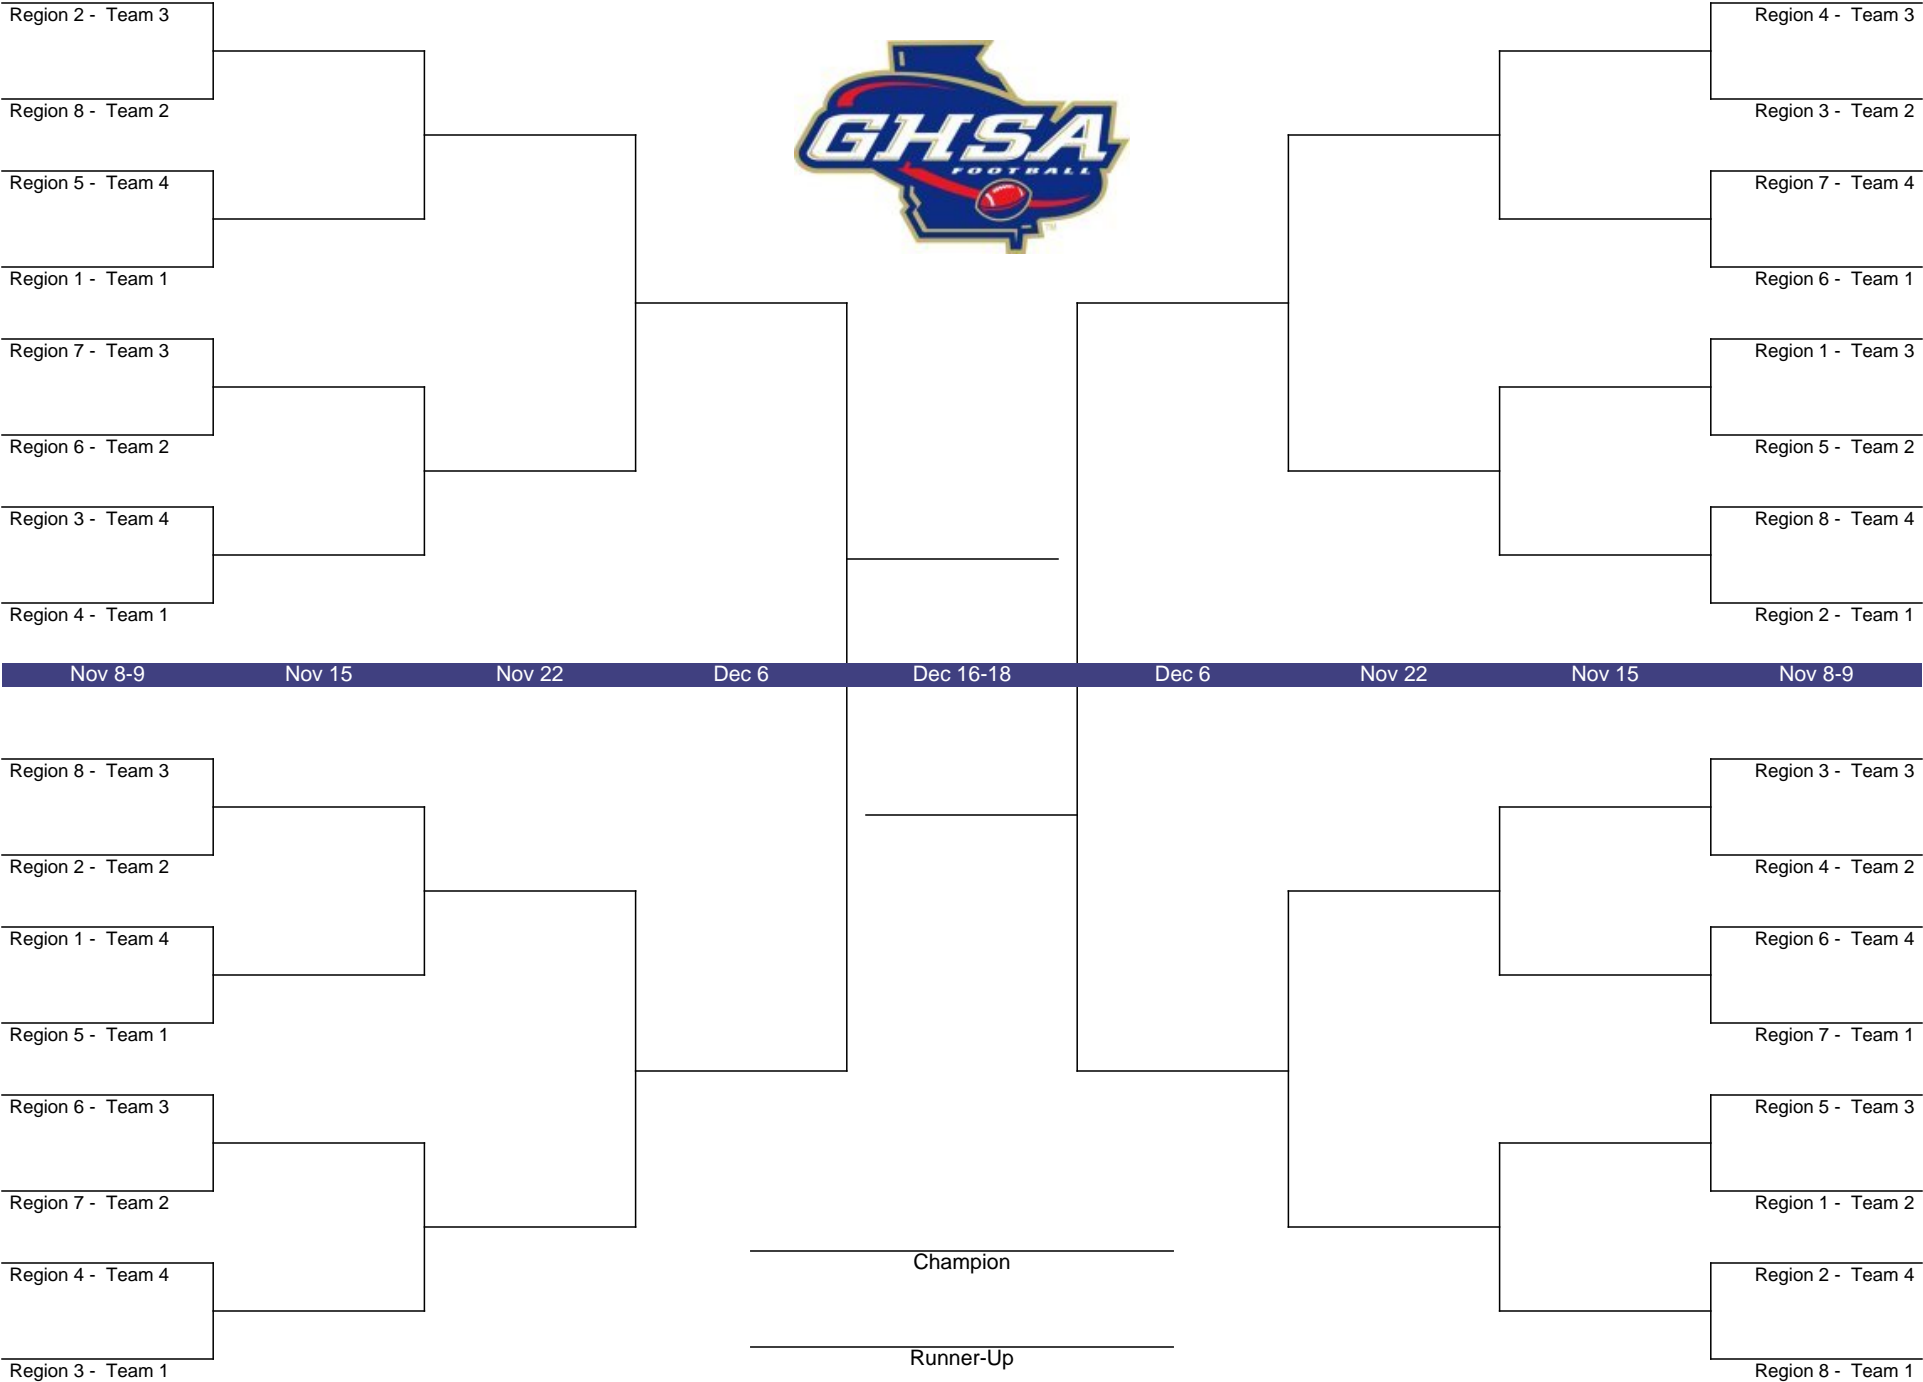 Region 2 - Team 3
Region 4 - Team 3
Region 8 - Team 2
Region 3 - Team 2
GHSA
FOOTBALL
TM
Region 5 - Team 4
Region 7 - Team 4
Region 1 - Team 1
Region 6 - Team 1
Region 7 - Team 3
Region 1 - Team 3
Region 6 - Team 2
Region 5 - Team 2
Region 3 - Team 4
Region 8 - Team 4
Region 4 - Team 1
Region 2 - Team 1
Nov 8-9 Nov 15 Nov 22 Dec 6 Dec 16-18 Dec 6 Nov 22 Nov 15 Nov 8-9
Region 8 - Team 3
Region 3 - Team 3
Region 2 - Team 2
Region 4 - Team 2
Region 1 - Team 4
Region 6 - Team 4
Region 5 - Team 1
Region 7 - Team 1
Region 6 - Team 3
Region 5 - Team 3
Region 7 - Team 2
Region 1 - Team 2
Champion
Region 4 - Team 4
Region 2 - Team 4
Runner-Up
Region 3 - Team 1
Region 8 - Team 1